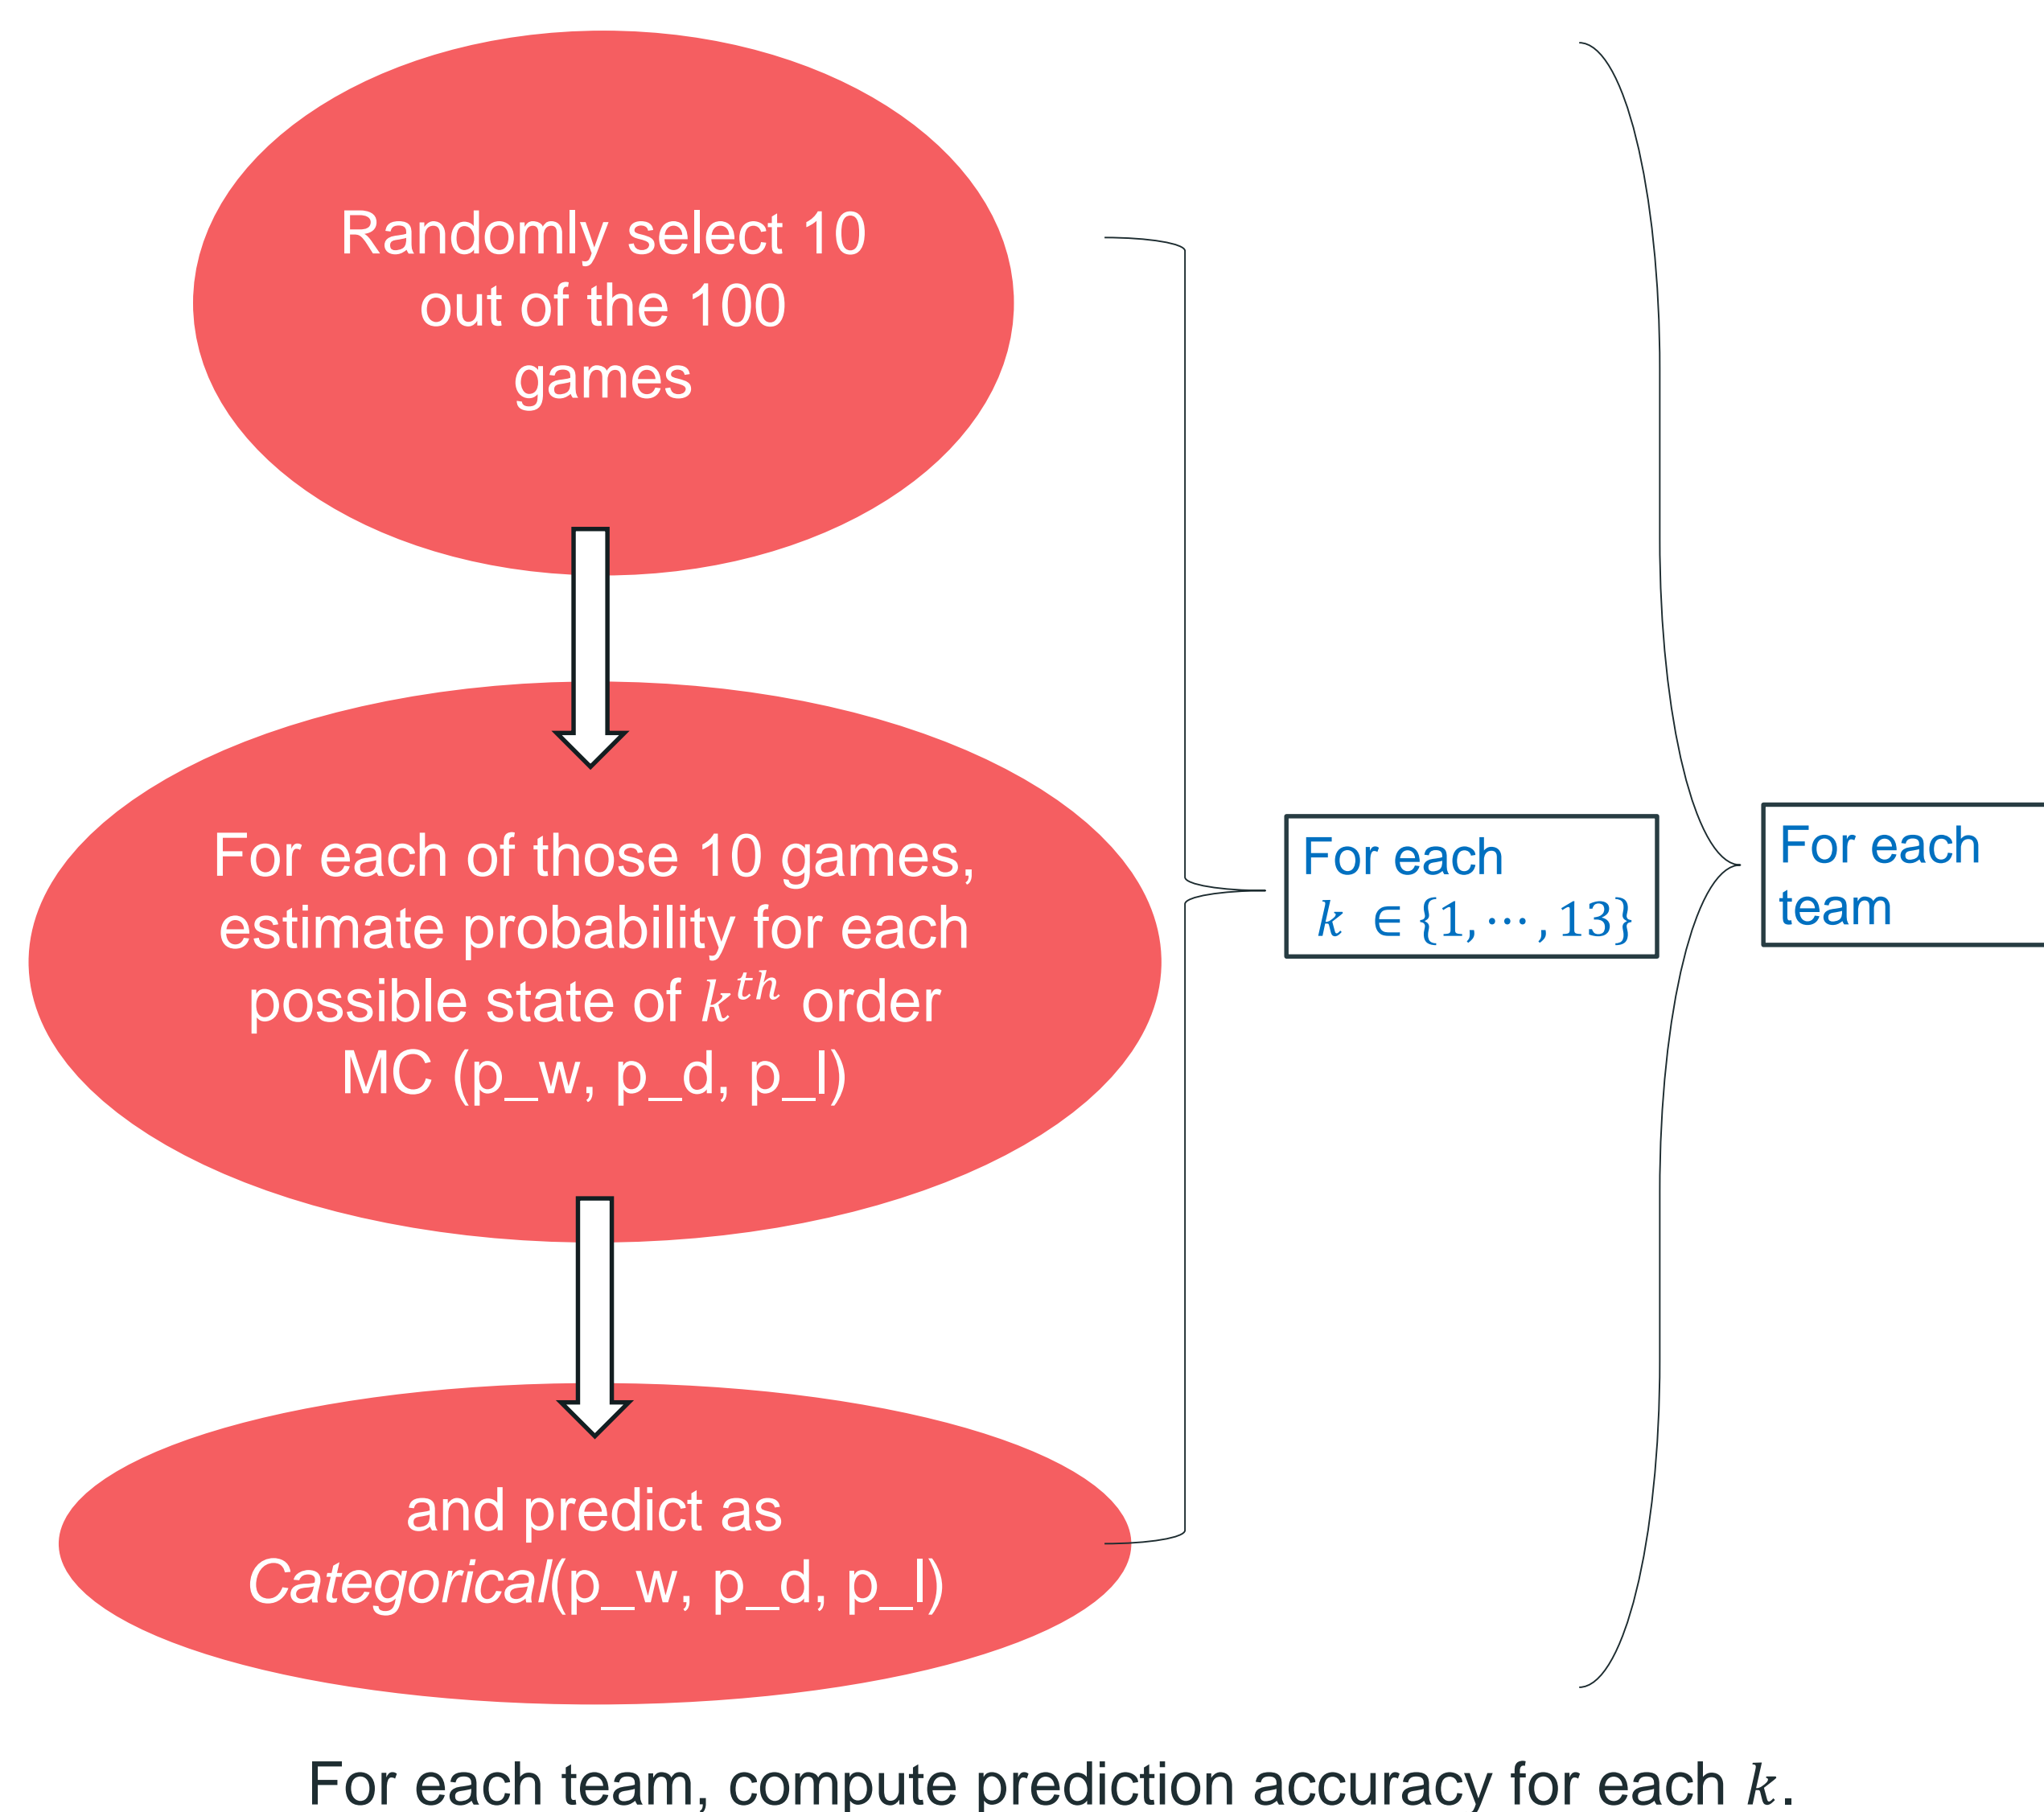 Randomly select 10
out of the 100
games
For each of those 10 games,
estimate probability for each
possible state of 𝑘𝑡ℎ order
MC (p_w, p_d, p_l)
and predict as
Categorical(p_w, p_d, p_l)
For each
𝑘 ∈ {1, ⋯, 13}
For each
team
For each team, compute prediction accuracy for each 𝑘.